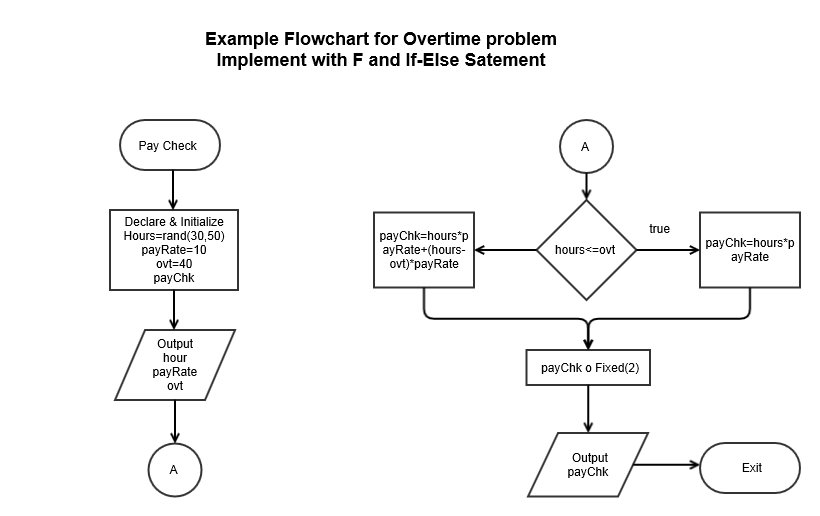 Example Flowchart for Overtime problem
Implement with F and If-Else Satement
Pay Check
Declare & Initialize
Hours=rand(30,50)
payRate=10
ovt=40
payChk
Output
hour
payRate
ovt
A
A
hours<=ovt
true
payChk=hours*p
ayRate+(hours-
ovt)*payRate
payChk=hours*p
ayRate
payChk o Fixed(2)
Output
payChk
Exit